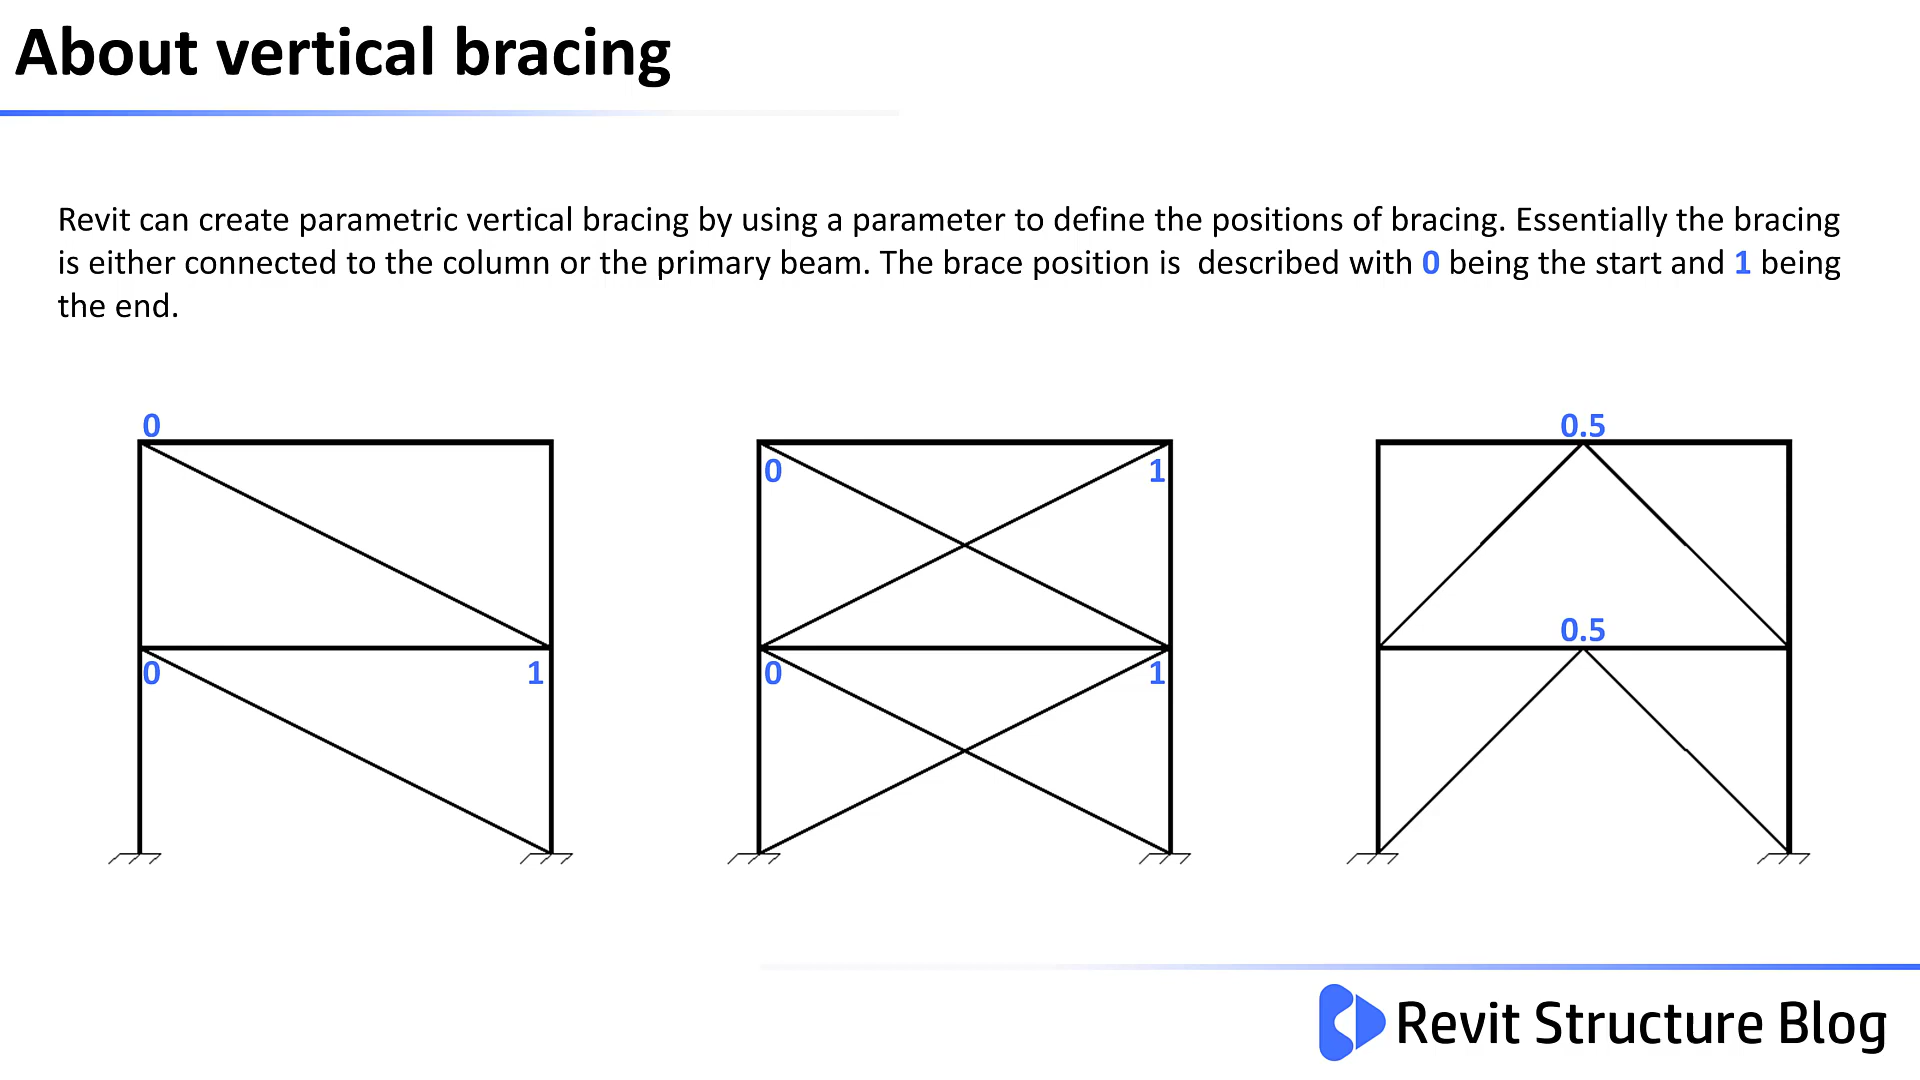 About vertical bracing
Revit can create parametric vertical bracing by using a parameter to define the positions of bracing. Essentially the bracing
is either connected to the column or the primary beam. The brace position is  described with 0 being the start and 1 being
the end.
0
0 1
0 1
0 1
0.5
0.5
Revit Structure Blog